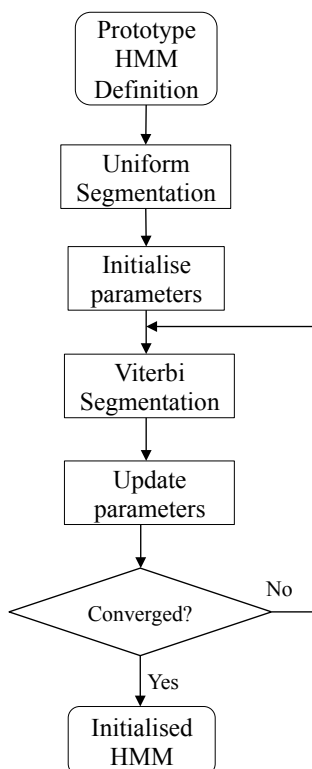 Prototype
HMM
Definition
Uniform
Segmentation
Initialise
parameters
Viterbi
Segmentation
Update
parameters
Converged?
No
Yes
Initialised
HMM